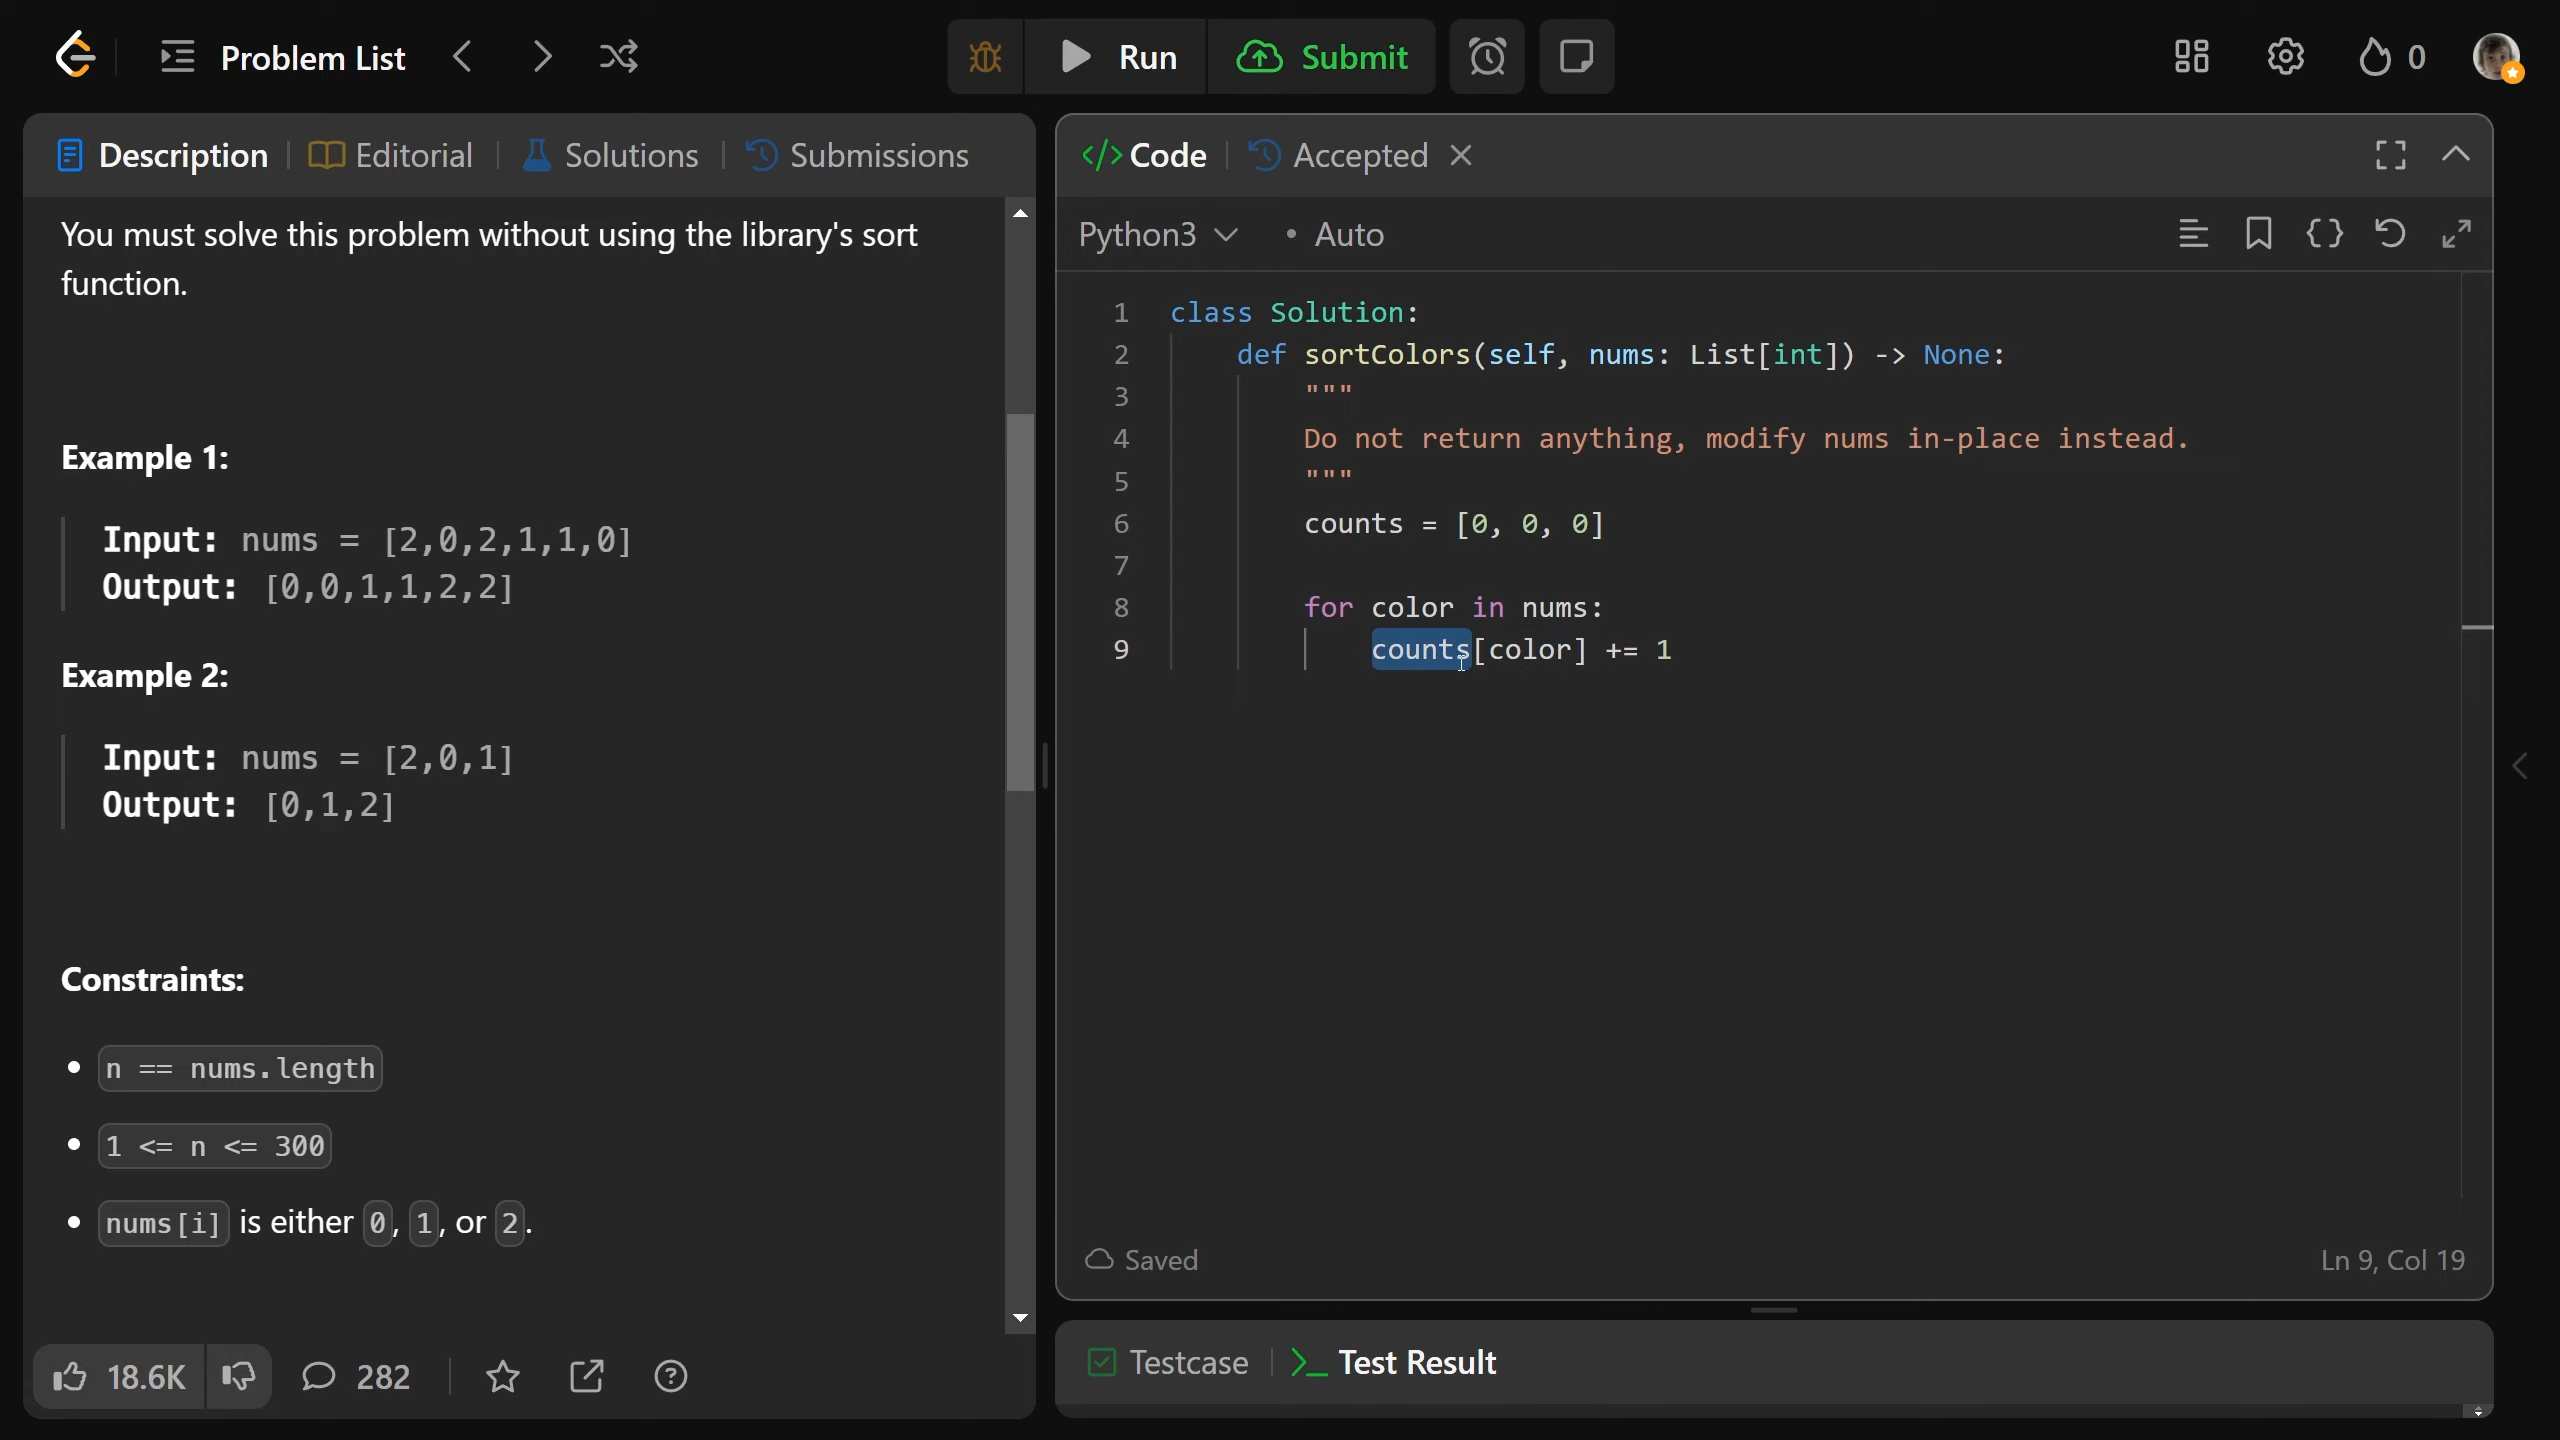 Problem List
Run
Submit
0
Description
Editorial
Solutions
Submissions
You must solve this problem without using the library's sort
function.
Example 1:
Input: nums = [2,0,2,1,1,0]
Output: [0,0,1,1,2,2]
Example 2:
Input: nums = [2,0,1]
Output: [0,1,2]
Constraints:
n == nums.length
1 <= n <= 300
nums[i] is either 0, 1, or 2.
18.6K
282
</> Code
Accepted
Python3
• Auto
1 class Solution:
2 def sortColors(self, nums: List[int]) -> None:
3 """
4 Do not return anything, modify nums in-place instead.
5 """
6 counts = [0, 0, 0]
7
8 for color in nums:
9 counts[color] += 1
Saved
Ln 9, Col 19
Testcase
Test Result